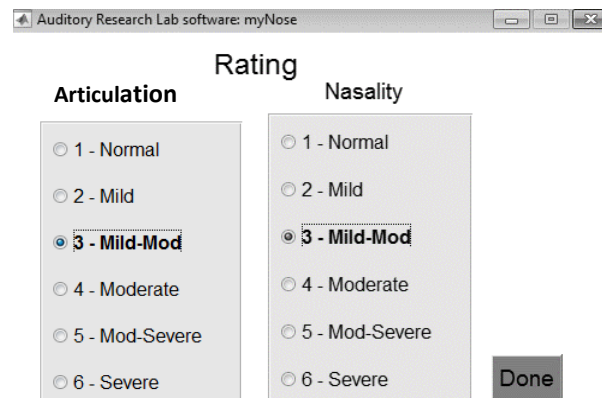 Auditory Research Lab software: myNose
Rating
Articulation
1 - Normal
2 - Mild
3 - Mild-Mod
4 - Moderate
5 - Mod-Severe
6 - Severe
Nasality
1 - Normal
2 - Mild
3 - Mild-Mod
4 - Moderate
5 - Mod-Severe
6 - Severe
Done